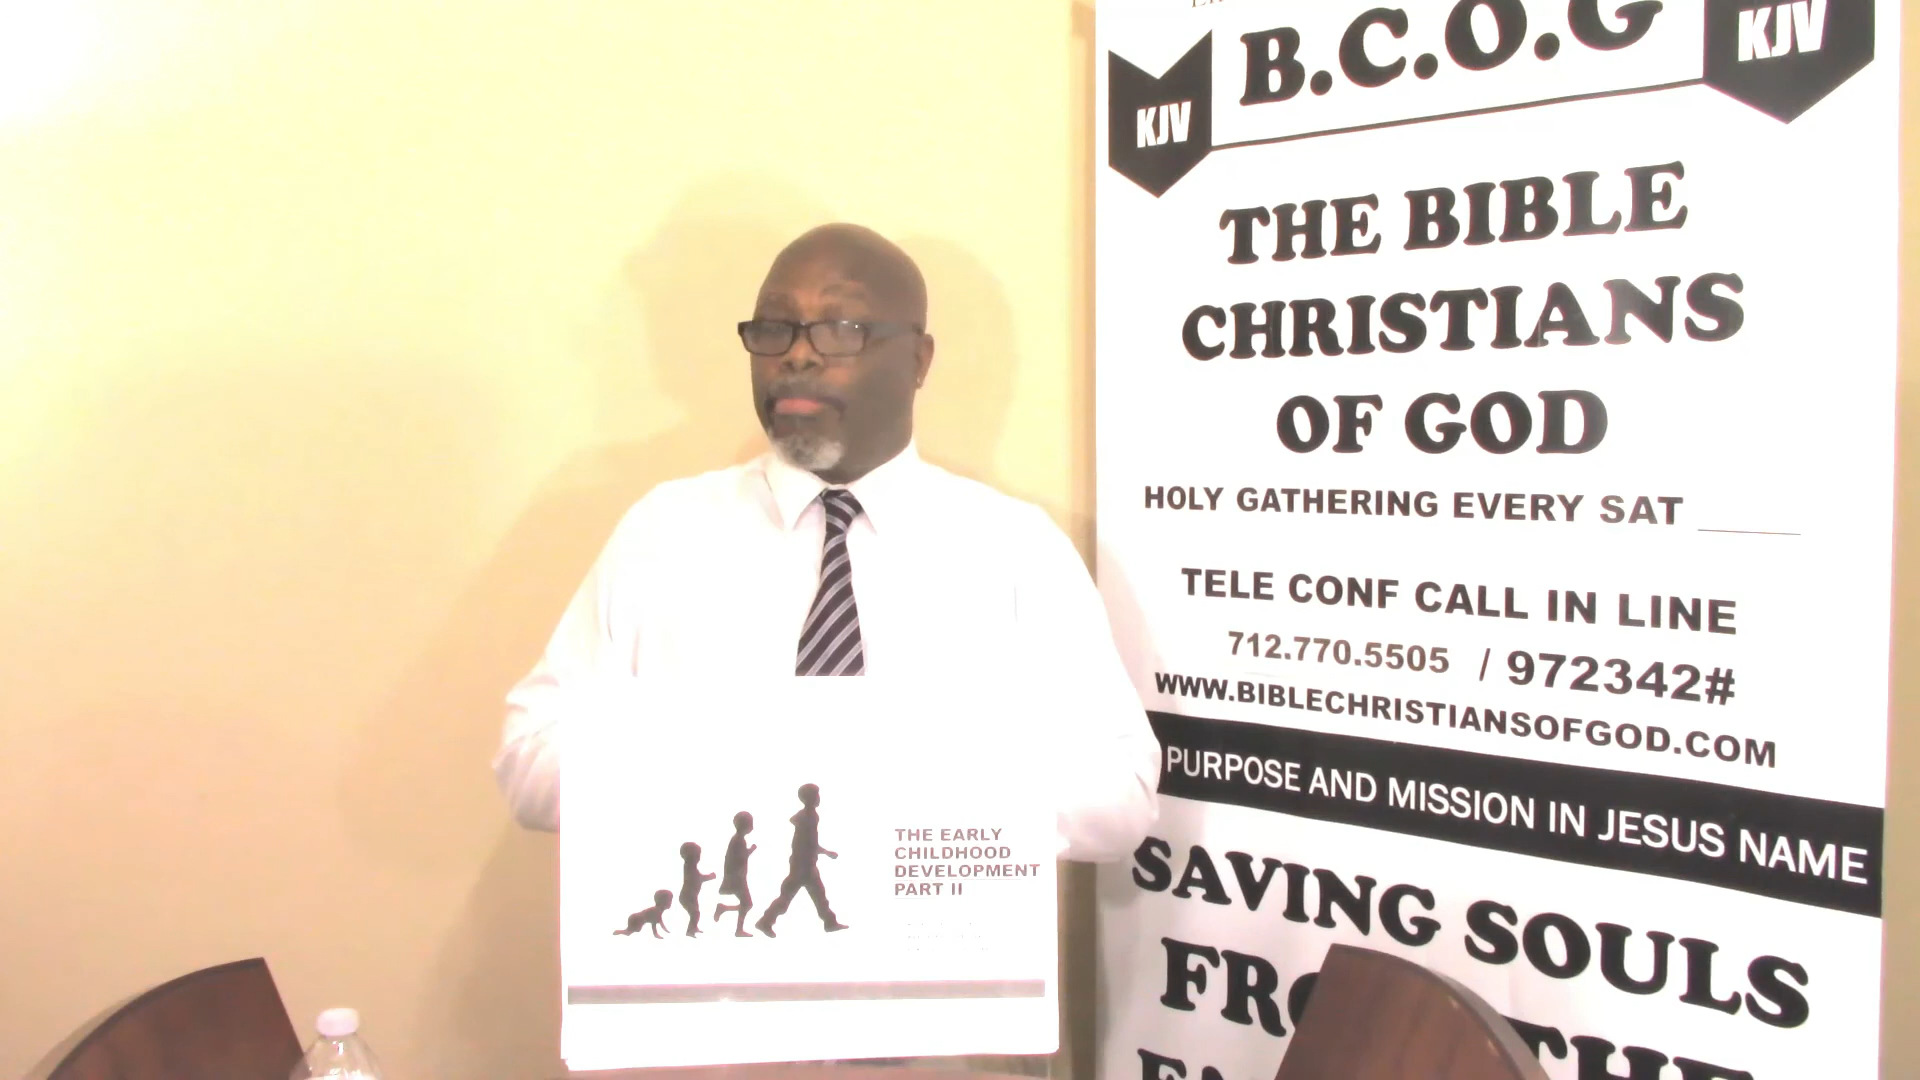 THE EARLY
CHILDHOOD
DEVELOPMENT
PART II
B.C.O.G
KJV
KJV
THE BIBLE
CHRISTIANS
OF GOD
HOLY GATHERING EVERY SAT
TELE CONF CALL IN LINE
712.770.5505 / 972342#
WWW.BIBLECHRISTIANSOFGOD.COM
PURPOSE AND MISSION IN JESUS NAME
SAVING SOULS